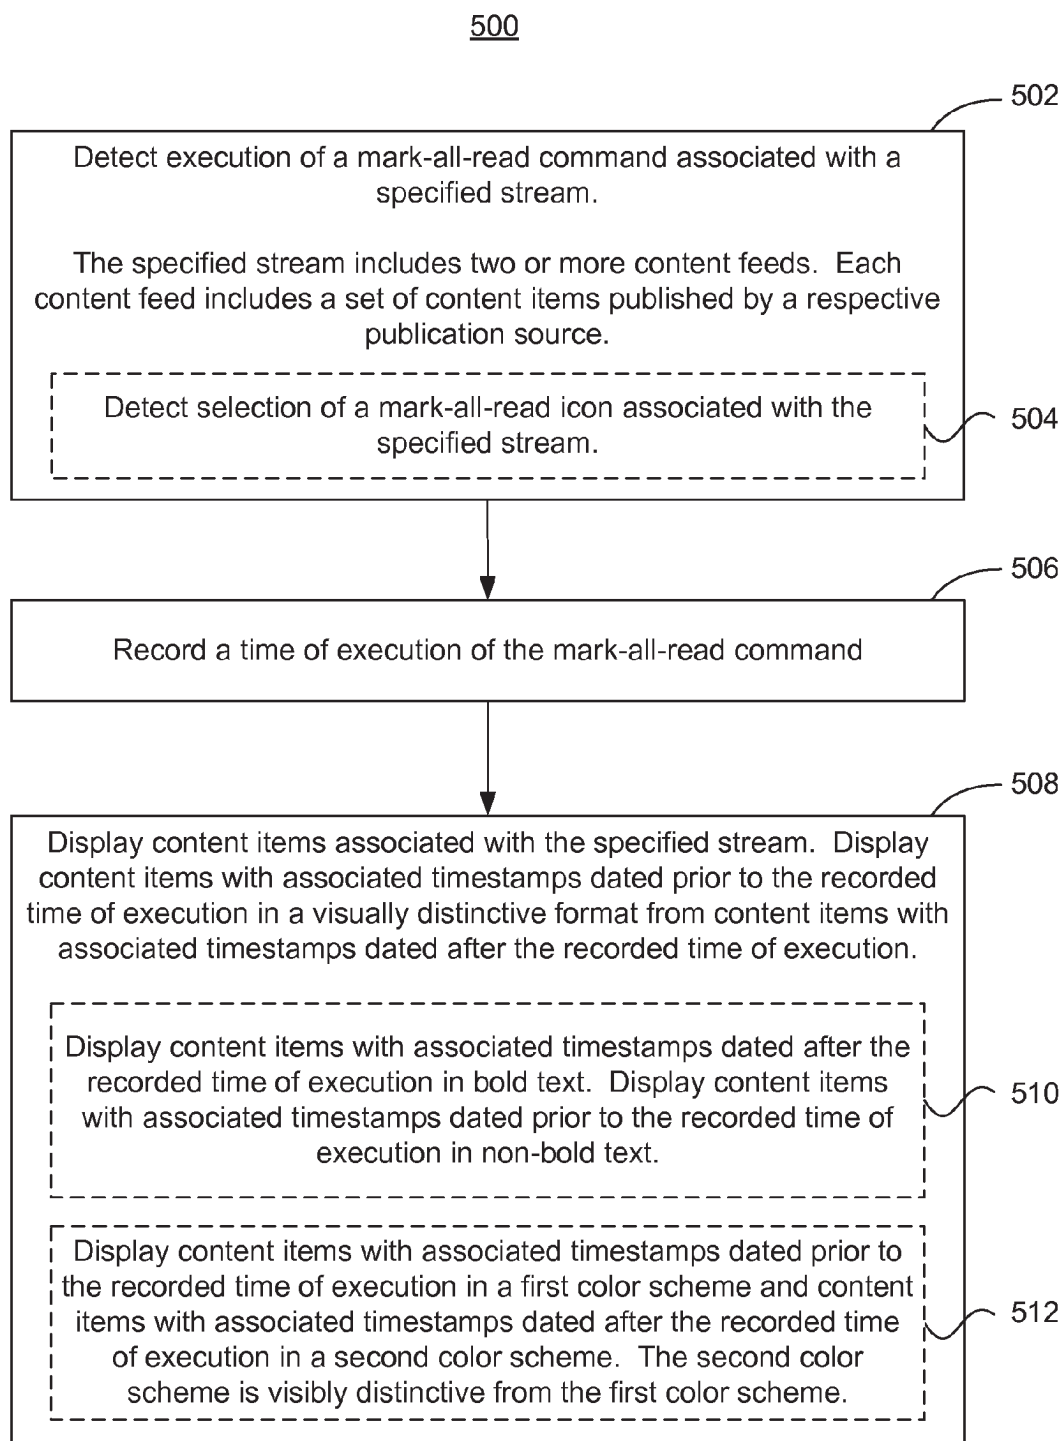 500
502
Detect execution of a mark-all-read command associated with a
specified stream.
The specified stream includes two or more content feeds.  Each
content feed includes a set of content items published by a respective
publication source.
Detect selection of a mark-all-read icon associated with the
specified stream.
504
506
Record a time of execution of the mark-all-read command
508
Display content items associated with the specified stream.  Display
content items with associated timestamps dated prior to the recorded
time of execution in a visually distinctive format from content items with
associated timestamps dated after the recorded time of execution.
Display content items with associated timestamps dated after the
recorded time of execution in bold text.  Display content items
with associated timestamps dated prior to the recorded time of
execution in non-bold text.
510
Display content items with associated timestamps dated prior to
the recorded time of execution in a first color scheme and content
items with associated timestamps dated after the recorded time
of execution in a second color scheme.  The second color
scheme is visibly distinctive from the first color scheme.
512